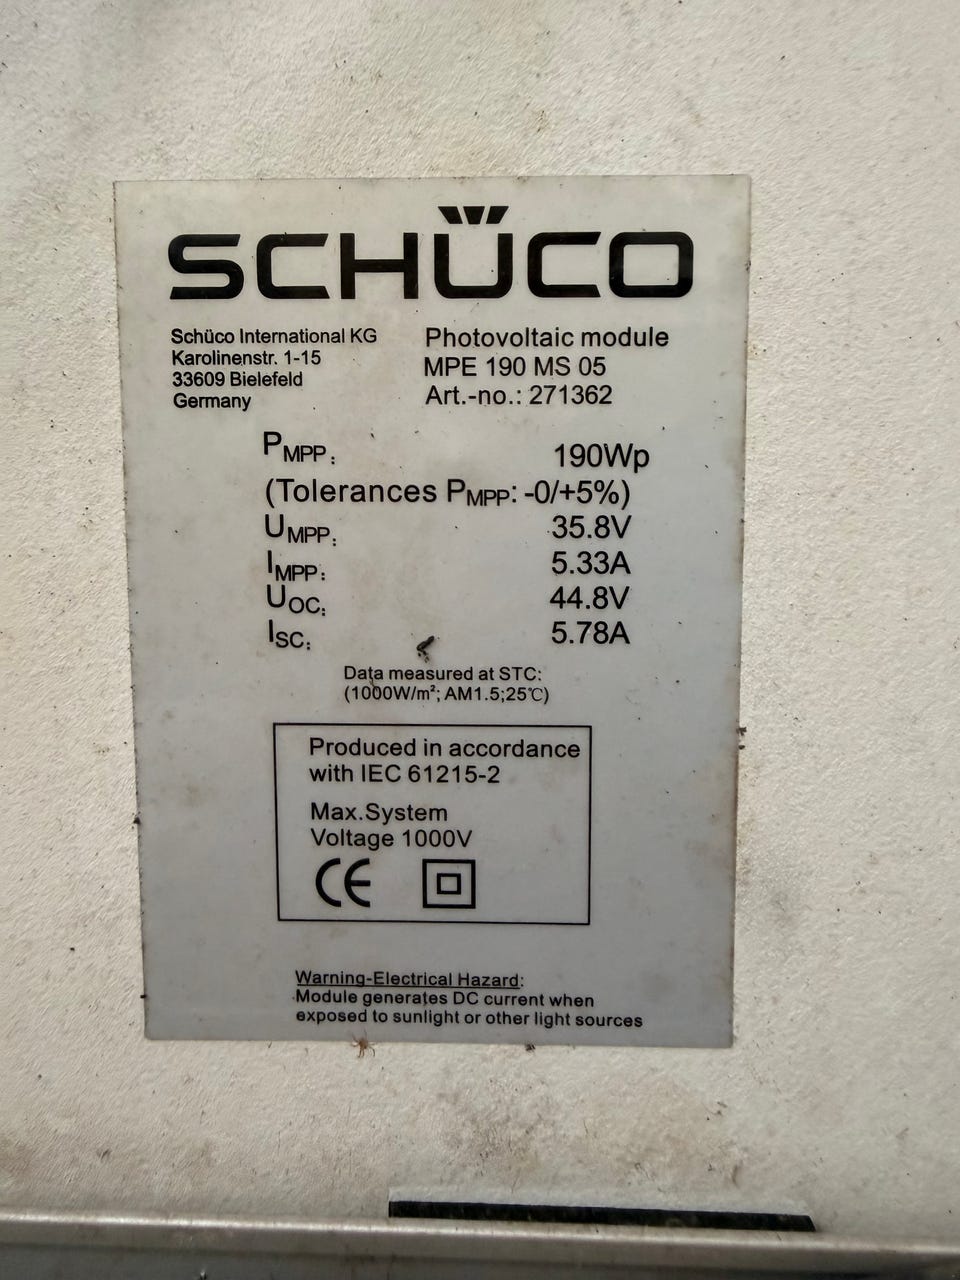 SCHÜCO
Schüco International KG
Karolinenstr. 1-15
33609 Bielefeld
Germany
Photovoltaic module
MPE 190 MS 05
Art.-no.: 271362
PMPP: 190Wp
(Tolerances PMPP: -0/+5%)
UMPP: 35.8V
IMPP: 5.33A
UOC: 44.8V
ISC: 5.78A
Data measured at STC:
(1000W/m²; AM1.5;25℃)
Produced in accordance
with IEC 61215-2
Max.System
Voltage 1000V
CE
Warning-Electrical Hazard:
Module generates DC current when
exposed to sunlight or other light sources